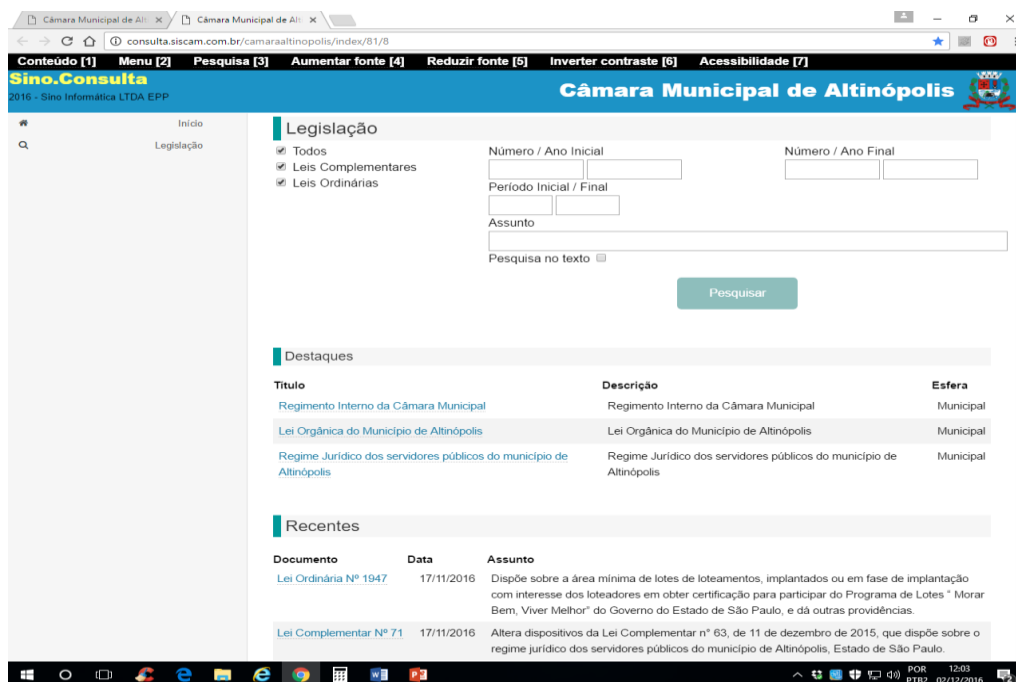 Câmara Municipal de Alt
Câmara Municipal de Alt
consulta.siscam.com.br/camaraaltinopolis/index/81/8
Conteúdo [1] Menu [2] Pesquisa [3] Aumentar fonte [4] Reduzir fonte [5] Inverter contraste [6] Acessibilidade [7]
Sino.Consulta
2016 - Sino Informática LTDA EPP
Câmara Municipal de Altinópolis
Início
Legislação
Legislação
Todos
Leis Complementares
Leis Ordinárias
Número / Ano Inicial
Número / Ano Final
Período Inicial / Final
Assunto
Pesquisa no texto
Pesquisar
Destaques
Título Descrição Esfera
Regimento Interno da Câmara Municipal Regimento Interno da Câmara Municipal Municipal
Lei Orgânica do Município de Altinópolis Lei Orgânica do Município de Altinópolis Municipal
Regime Jurídico dos servidores públicos do município de Regime Jurídico dos servidores públicos do município de Municipal
Altinópolis Altinópolis
Recentes
Documento Data Assunto
Lei Ordinária Nº 1947 17/11/2016 Dispõe sobre a área mínima de lotes de loteamentos, implantados ou em fase de implantação
com interesse dos loteadores em obter certificação para participar do Programa de Lotes " Morar
Bem, Viver Melhor" do Governo do Estado de São Paulo, e dá outras providências.
Lei Complementar Nº 71 17/11/2016 Altera dispositivos da Lei Complementar n° 63, de 11 de dezembro de 2015, que dispõe sobre o
regime jurídico dos servidores públicos do município de Altinópolis, Estado de São Paulo.
POR 12:03
PTB2 02/12/2016